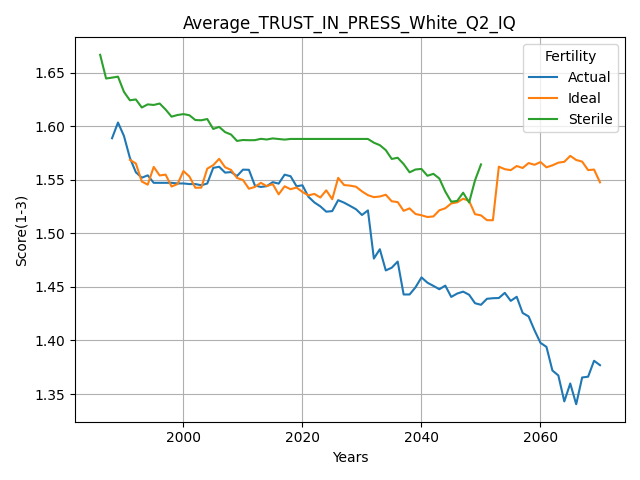 Average_TRUST_IN_PRESS_White_Q2_IQ
Fertility
Actual
Ideal
Sterile
Score(1-3)
1.65
1.60
1.55
1.50
1.45
1.40
1.35
2000 2020 2040 2060
Years